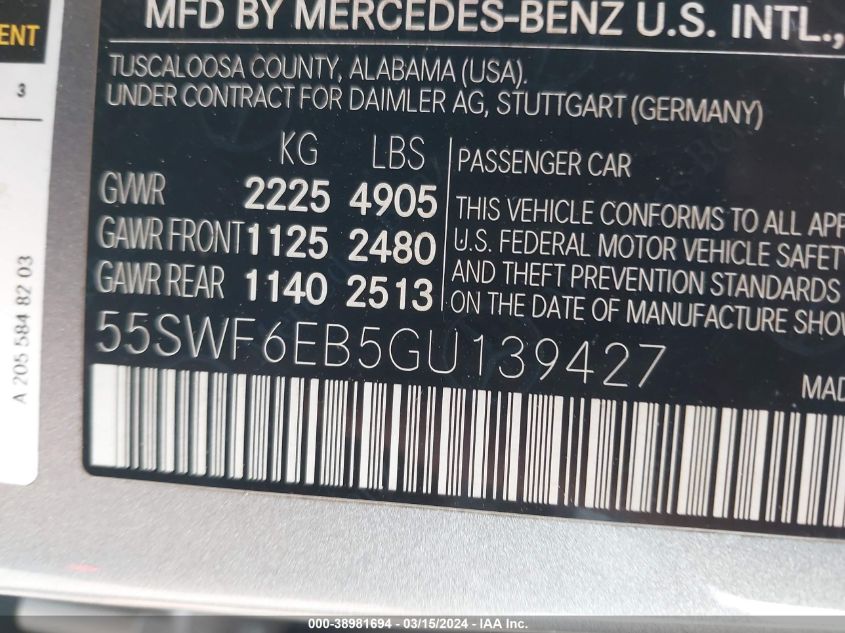 ENT
3
A 205 584 82 03
MFD BY MERCEDES-BENZ U.S. INTL.,
TUSCALOOSA COUNTY, ALABAMA (USA).
UNDER CONTRACT FOR DAIMLER AG, STUTTGART (GERMANY)
KG LBS
GVWR 2225 4905
GAWR FRONT 1125 2480
GAWR REAR 1140 2513
PASSENGER CAR
THIS VEHICLE CONFORMS TO ALL APP
U.S. FEDERAL MOTOR VEHICLE SAFETY
AND THEFT PREVENTION STANDARDS
ON THE DATE OF MANUFACTURE SHOW
55SWF6EB5GU139427
MAD
000-38981694 - 03/15/2024 - IAAI, Inc.